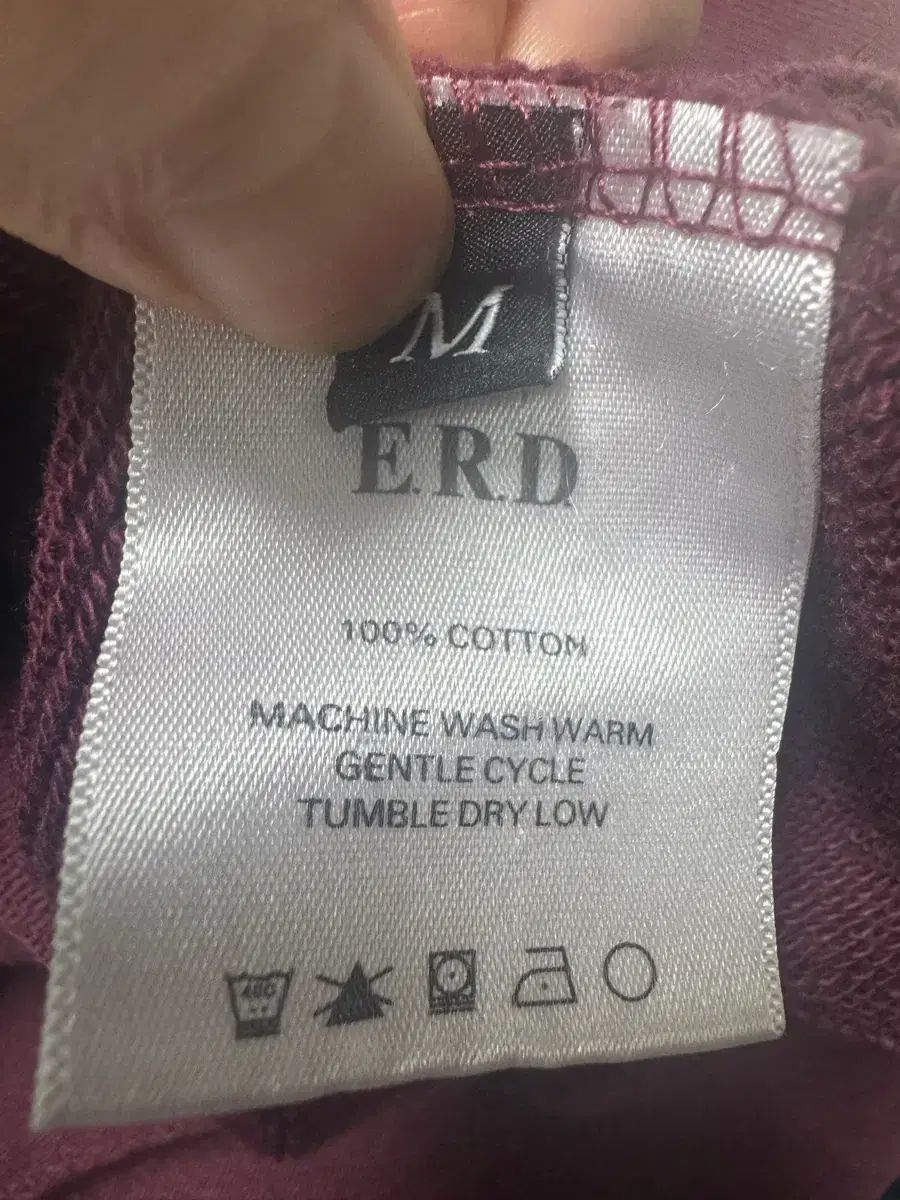 M
E.R.D
100% COTTON
MACHINE WASH WARM
GENTLE CYCLE
TUMBLE DRY LOW